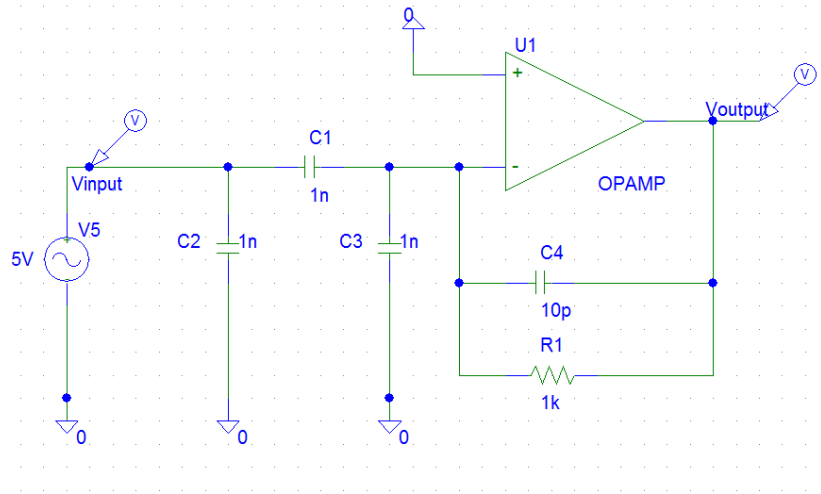 0
U1
+
V
Voutput
V
C1
-
Vinput
1n
OPAMP
V5
+
5V
C2
1n
C3
1n
C4
10p
R1
1k
0
0
0